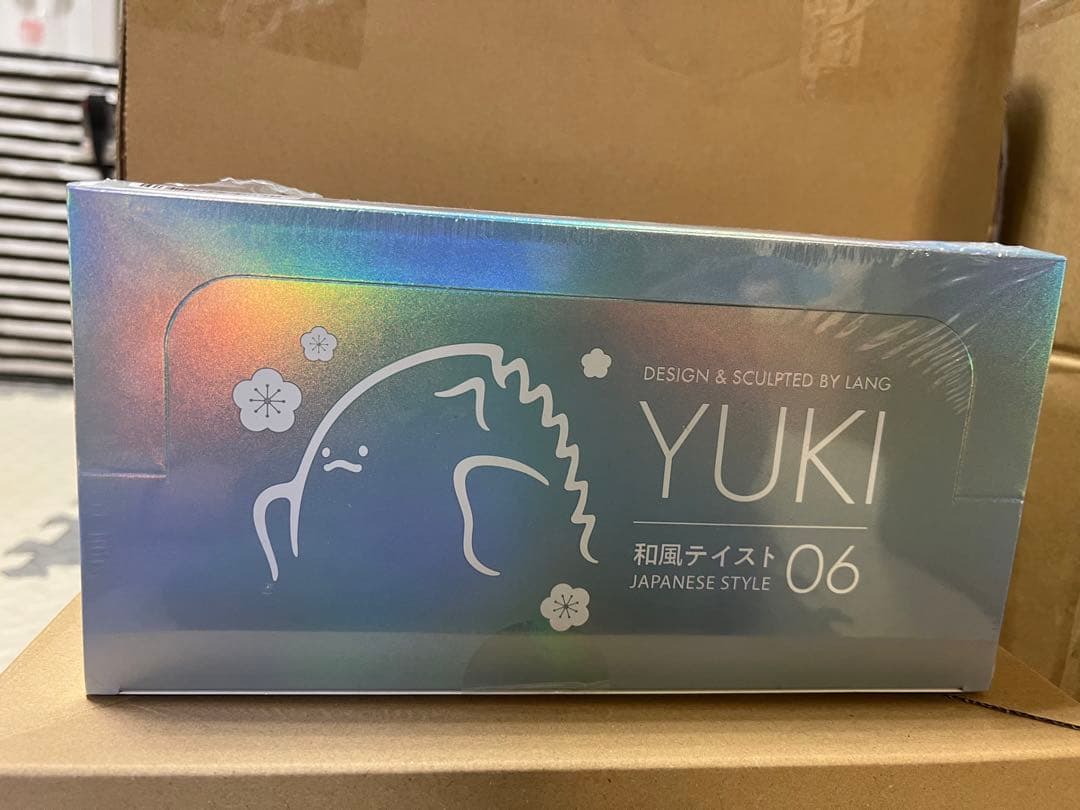 DESIGN & SCULPTED BY LANG
YUKI
和風テイスト
JAPANESE STYLE
06